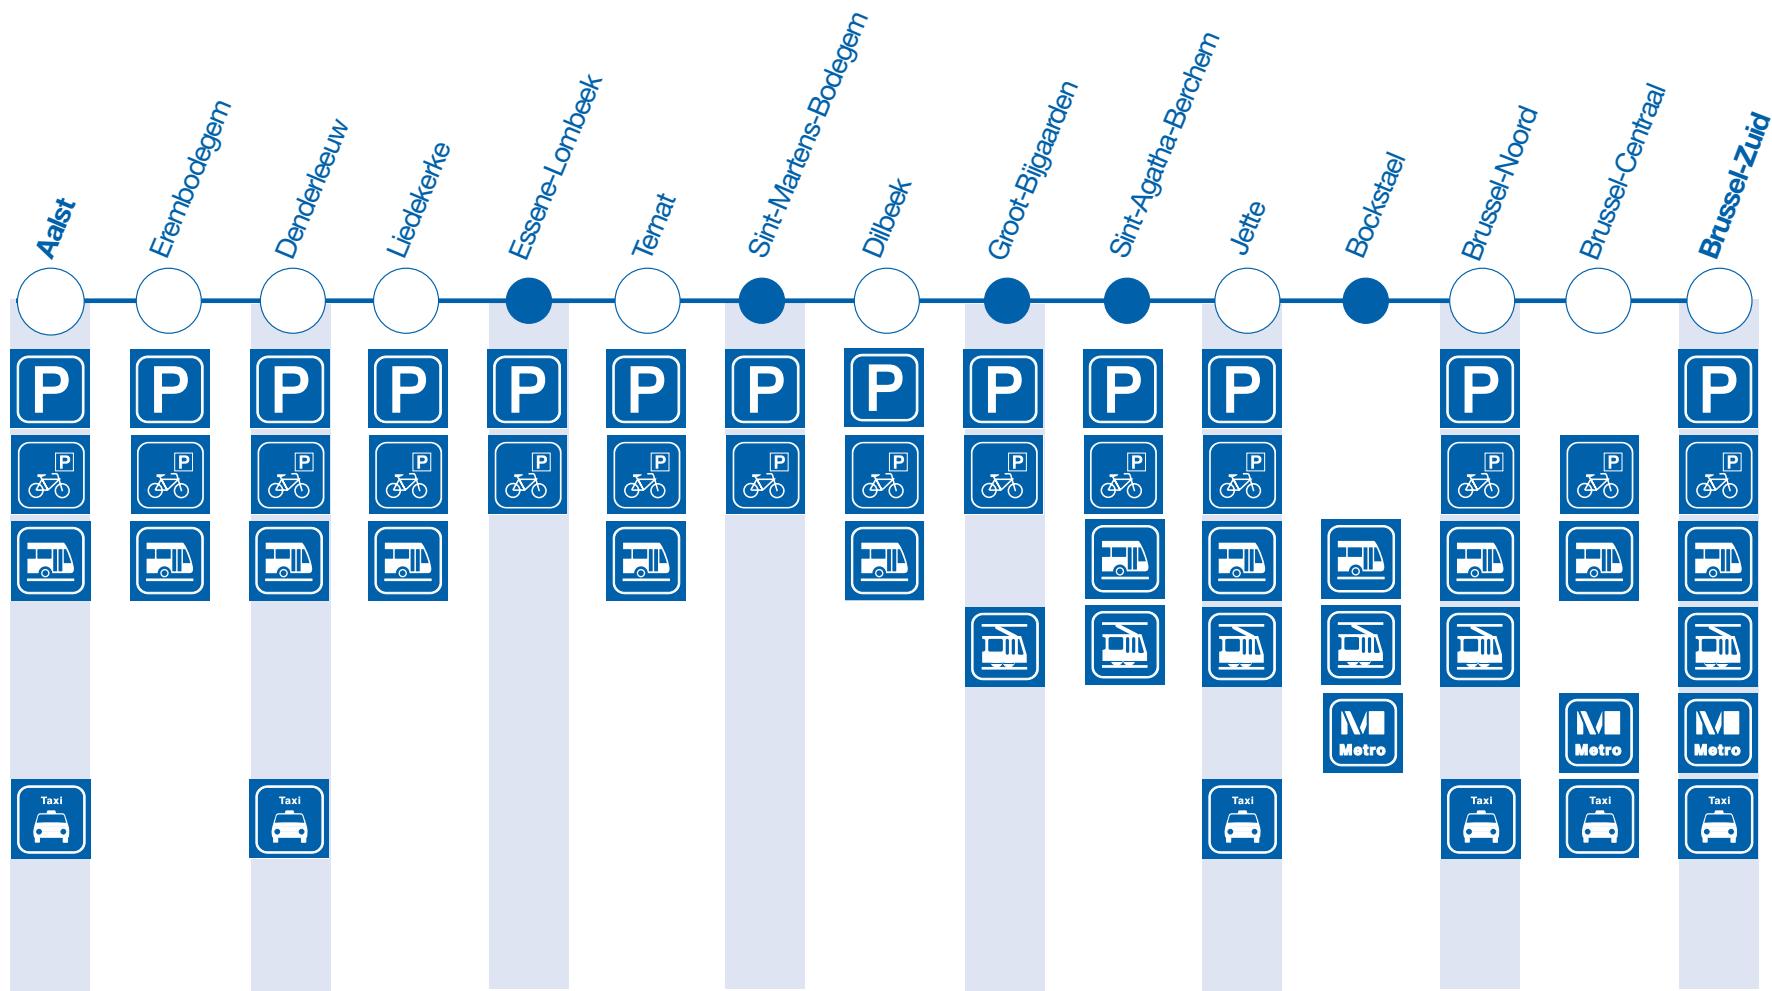 Aalst
Erembodegem
Denderleeuw
Liedekerke
Essene-Lombeek
Ternat
Sint-Martens-Bodegem
Dilbeek
Groot-Bijgaarden
Sint-Agatha-Berchem
Jette
Bockstael
Brussel-Noord
Brussel-Centraal
Brussel-Zuid
P P P P P P P P P P P P P
P P P P P P P P P P P P P P
M M M
Metro Metro Metro
Taxi Taxi Taxi Taxi Taxi Taxi